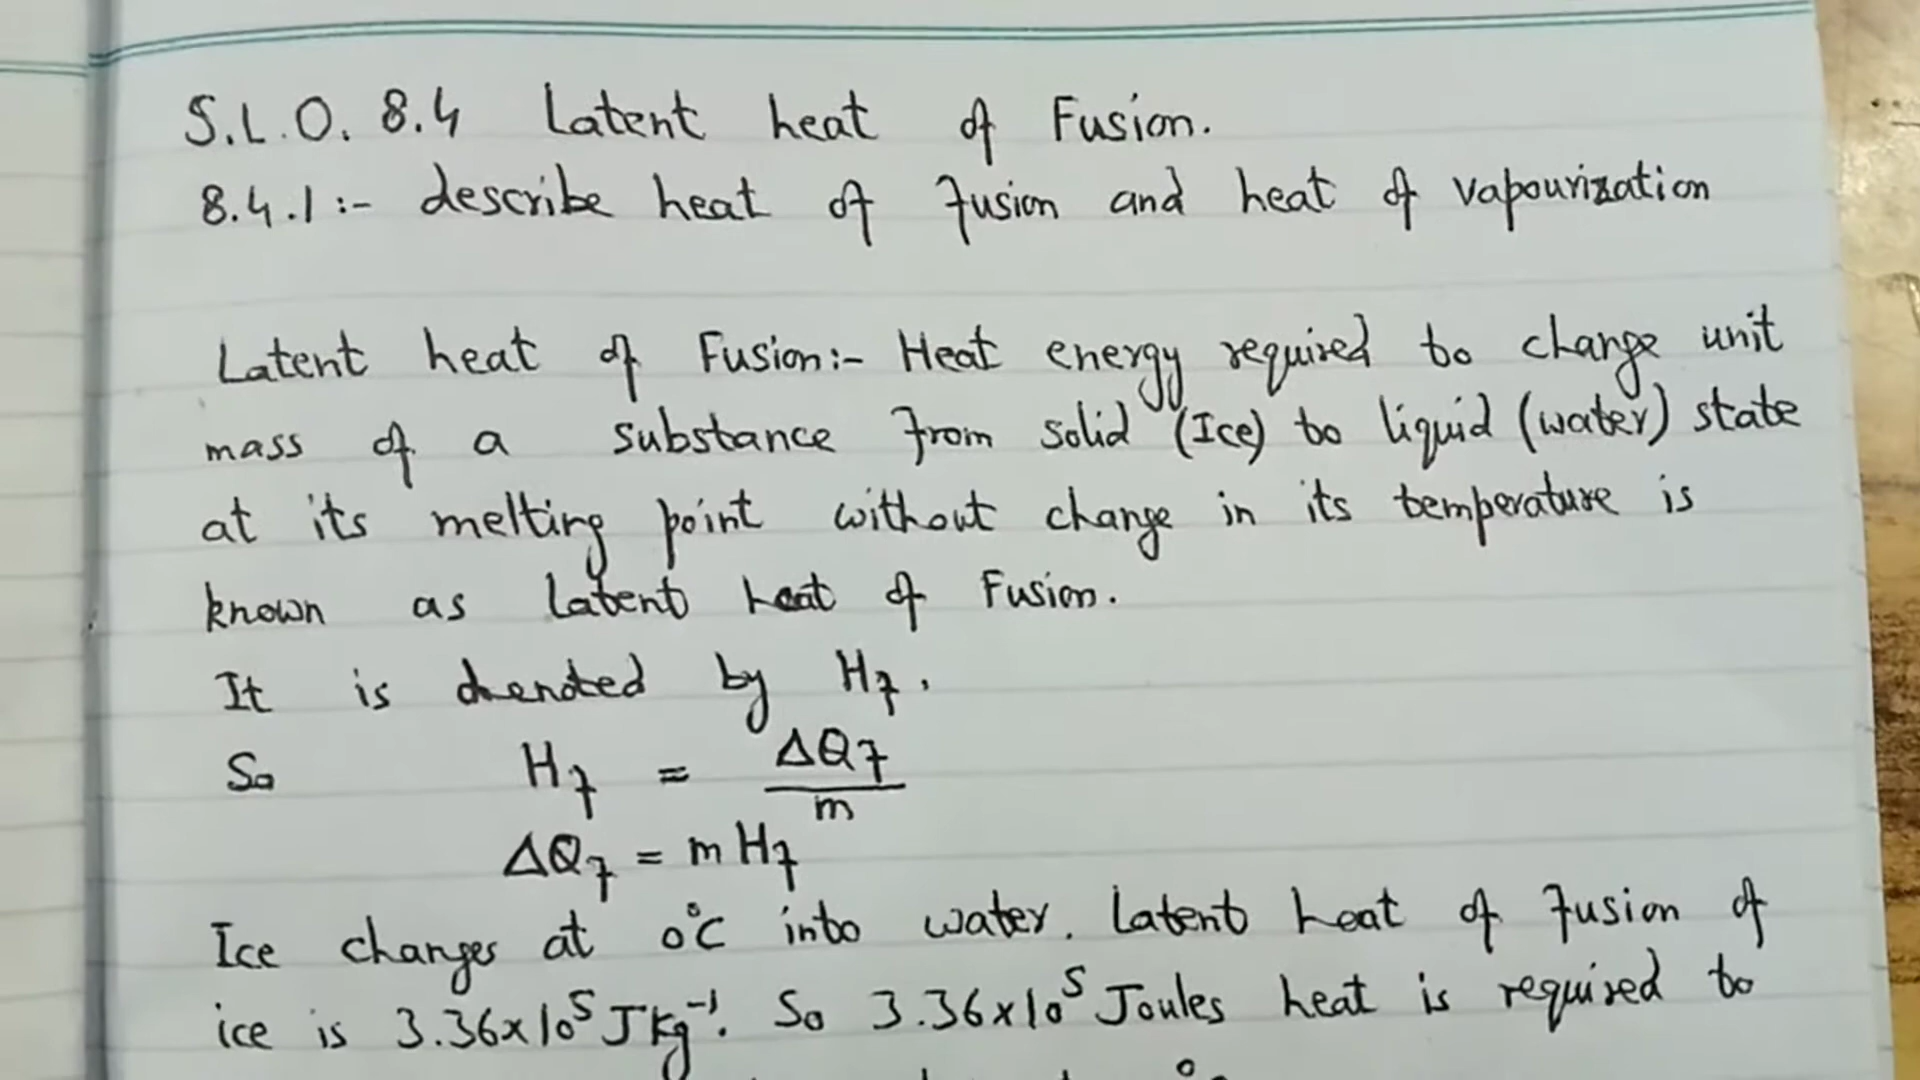 S.L.O. 8.4 Latent heat of Fusion.
8.4.1:- describe heat of fusion and heat of vapourization
Latent heat of Fusion:- Heat energy required to change unit
mass of a substance from solid (Ice) to liquid (water) state
at its melting point without change in its temperature is
known as Latent heat of Fusion.
It is denoted by Hf.
So Hf = ΔQf / m
ΔQf = m Hf
Ice changes at 0°C into water. Latent heat of fusion of
ice is 3.36x10⁵ J kg⁻¹. So 3.36x10⁵ Joules heat is required to